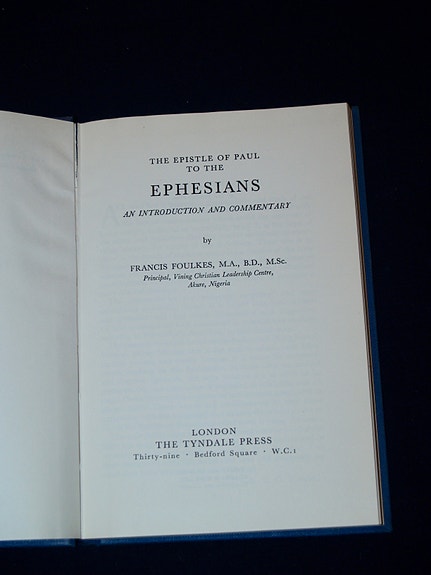 THE EPISTLE OF PAUL
TO THE
EPHESIANS
AN INTRODUCTION AND COMMENTARY
by
FRANCIS FOULKES, M.A., B.D., M.Sc.
Principal, Vining Christian Leadership Centre,
Akure, Nigeria
LONDON
THE TYNDALE PRESS
Thirty-nine · Bedford Square · W.C.1